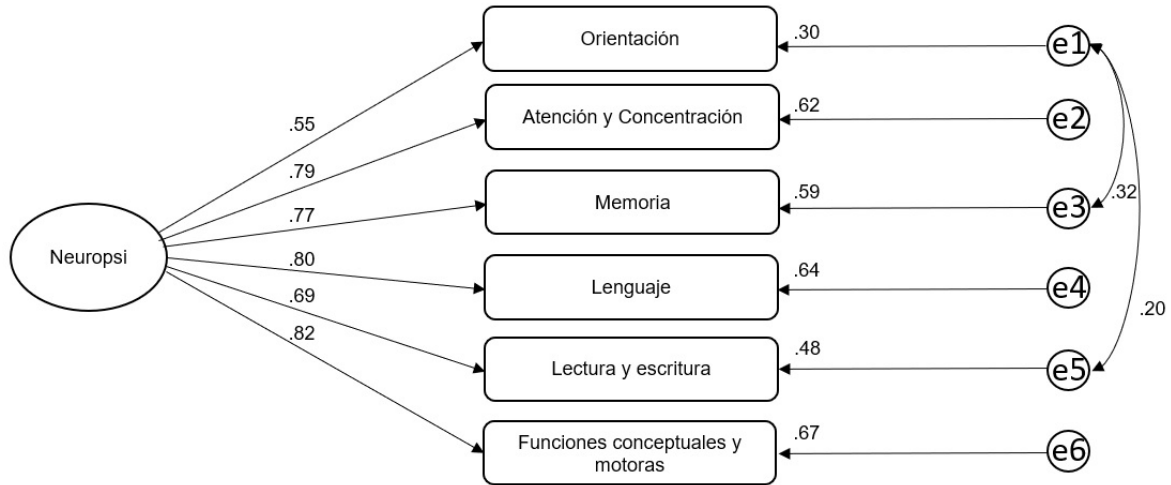 Orientación
.30
e1
.55
Atención y Concentración
.62
e2
.79
Memoria
.59
e3
.32
.77
Neuropsi
.80
Lenguaje
.64
e4
.69
.20
.82
Lectura y escritura
.48
e5
Funciones conceptuales y
motoras
.67
e6